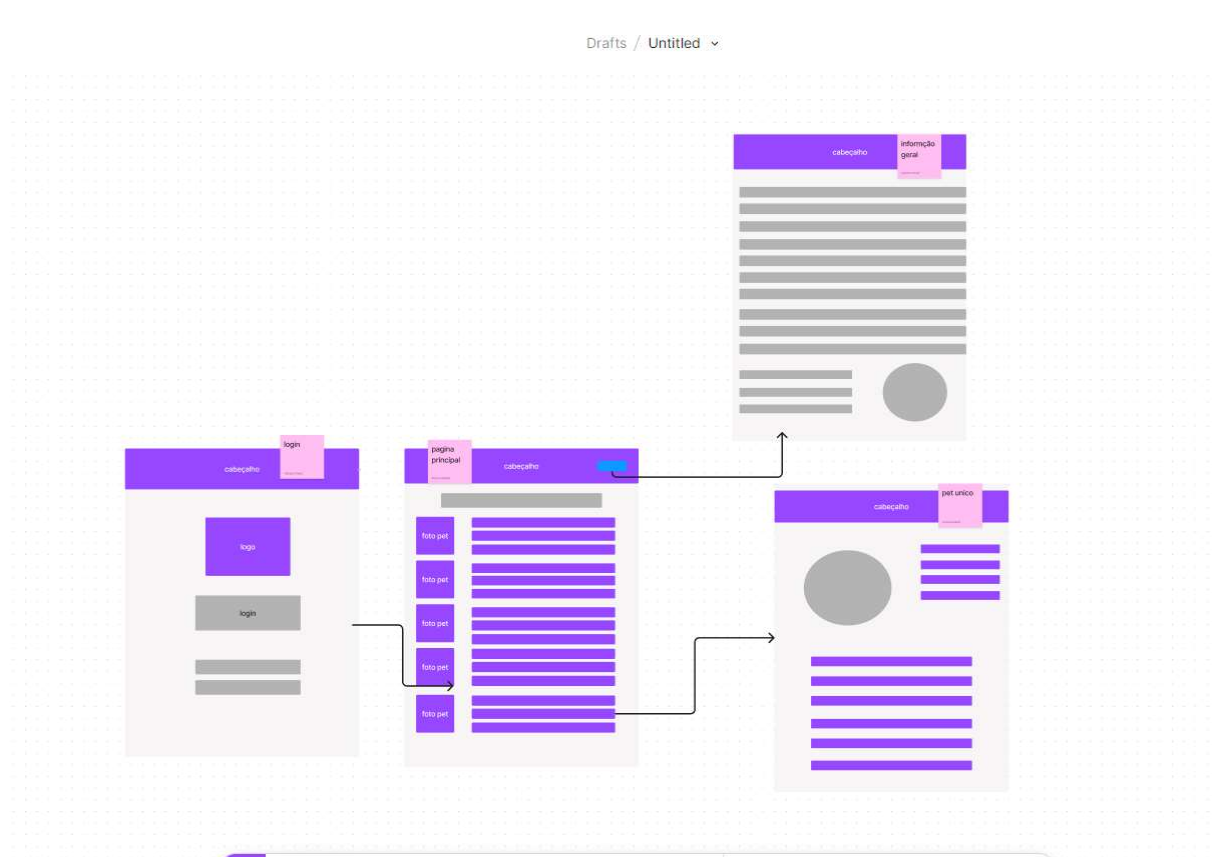 Drafts / Untitled
cabeçalho
informção
geral
login
cabeçalho
logo
login
pagina
principal
cabeçalho
foto pet
foto pet
foto pet
foto pet
foto pet
pet unico
cabeçalho